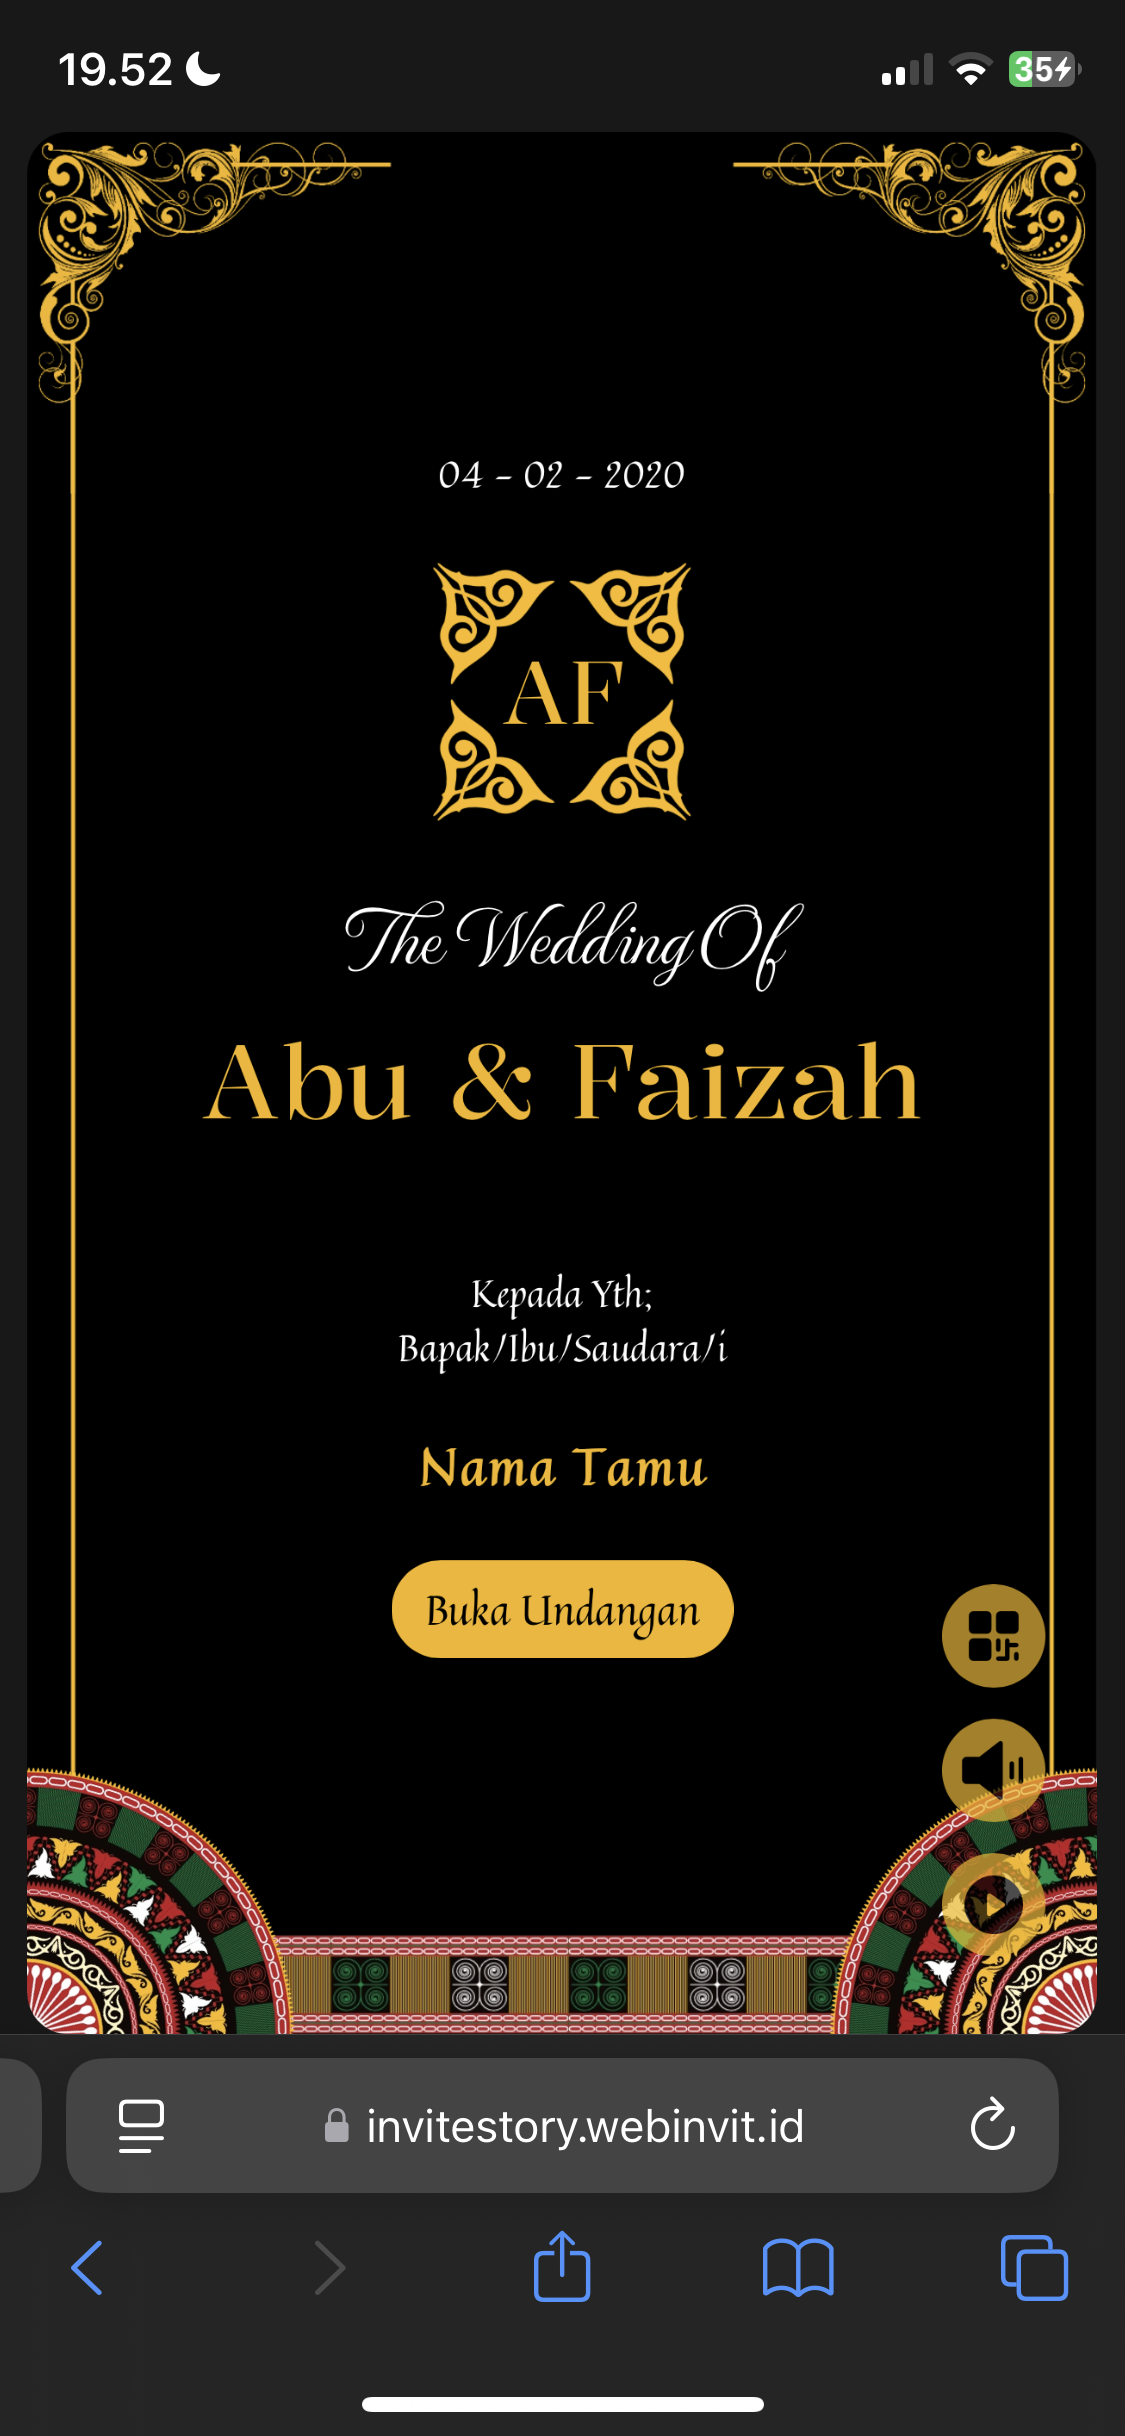 19.52
35
04 - 02 - 2020
AF
The Wedding Of
Abu & Faizah
Kepada Yth;
Bapak/Ibu/Saudara/i
Nama Tamu
Buka Undangan
invitestory.webinvit.id